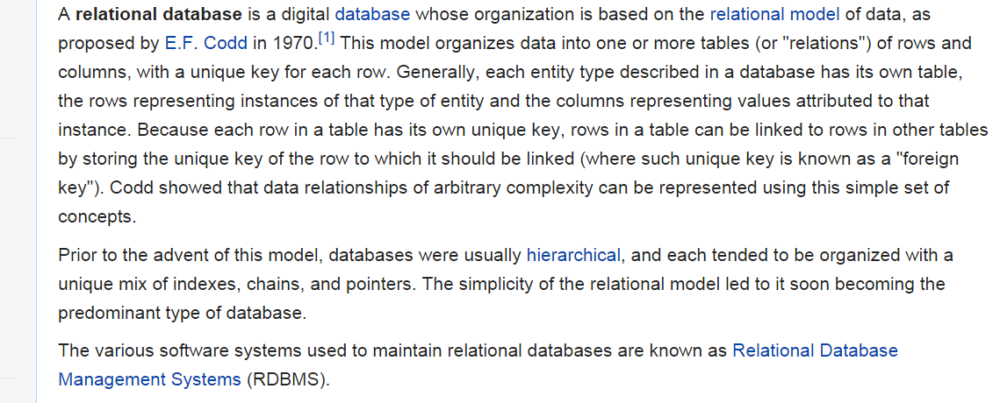 A relational database is a digital database whose organization is based on the relational model of data, as
proposed by E.F. Codd in 1970.[1] This model organizes data into one or more tables (or "relations") of rows and
columns, with a unique key for each row. Generally, each entity type described in a database has its own table,
the rows representing instances of that type of entity and the columns representing values attributed to that
instance. Because each row in a table has its own unique key, rows in a table can be linked to rows in other tables
by storing the unique key of the row to which it should be linked (where such unique key is known as a "foreign
key"). Codd showed that data relationships of arbitrary complexity can be represented using this simple set of
concepts.
Prior to the advent of this model, databases were usually hierarchical, and each tended to be organized with a
unique mix of indexes, chains, and pointers. The simplicity of the relational model led to it soon becoming the
predominant type of database.
The various software systems used to maintain relational databases are known as Relational Database
Management Systems (RDBMS).